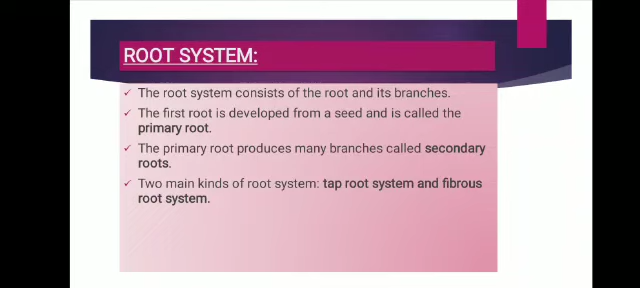 ROOT SYSTEM:
✓ The root system consists of the root and its branches.
✓ The first root is developed from a seed and is called the
primary root.
✓ The primary root produces many branches called secondary
roots.
✓ Two main kinds of root system: tap root system and fibrous
root system.